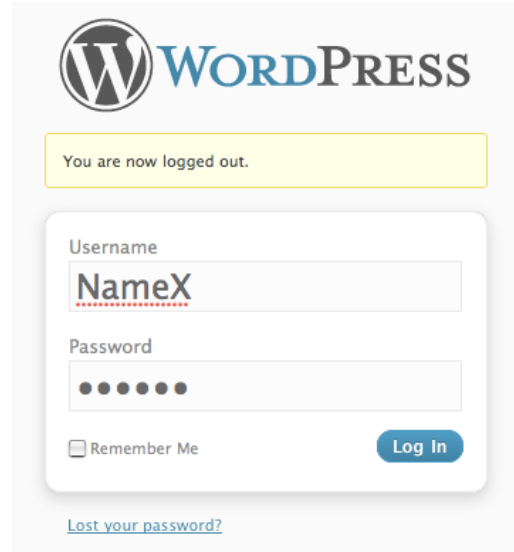 WORDPRESS
You are now logged out.
Username
NameX
Password
●●●●●●
Remember Me
Log In
Lost your password?